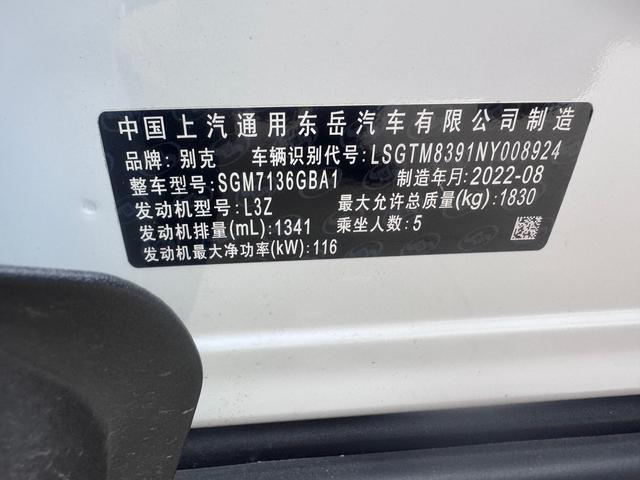 中国上汽通用东岳汽车有限公司制造
品牌: 别克 车辆识别代号: LSGTM8391NY008924
整车型号: SGM7136GBA1 制造年月: 2022-08
发动机型号: L3Z 最大允许总质量(kg): 1830
发动机排量(mL): 1341 乘坐人数: 5
发动机最大净功率(kW): 116